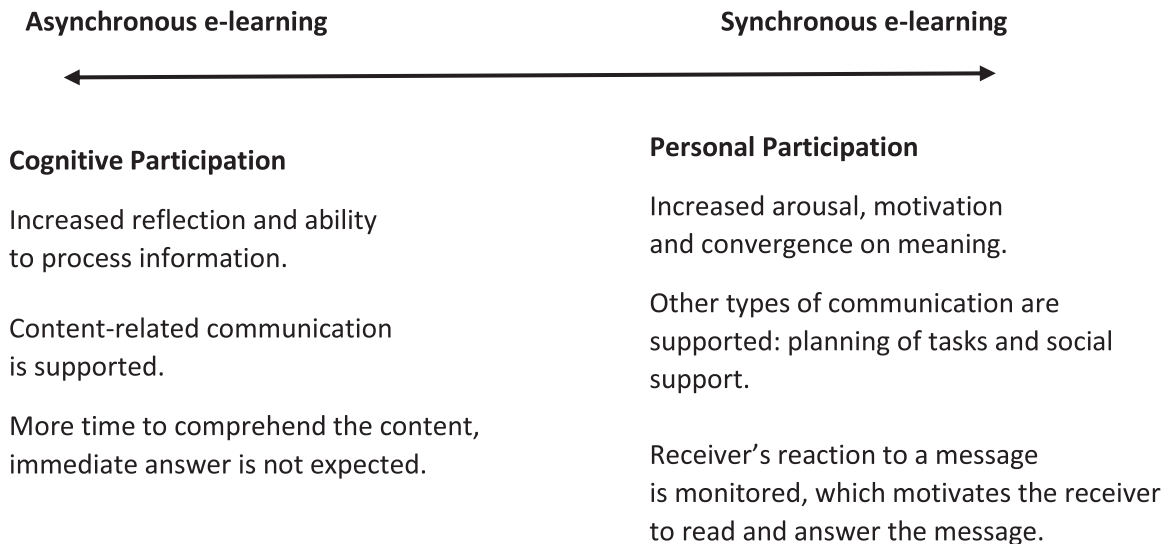 Asynchronous e-learning
Synchronous e-learning
Cognitive Participation
Increased reflection and ability
to process information.
Content-related communication
is supported.
More time to comprehend the content,
immediate answer is not expected.
Personal Participation
Increased arousal, motivation
and convergence on meaning.
Other types of communication are
supported: planning of tasks and social
support.
Receiver’s reaction to a message
is monitored, which motivates the receiver
to read and answer the message.